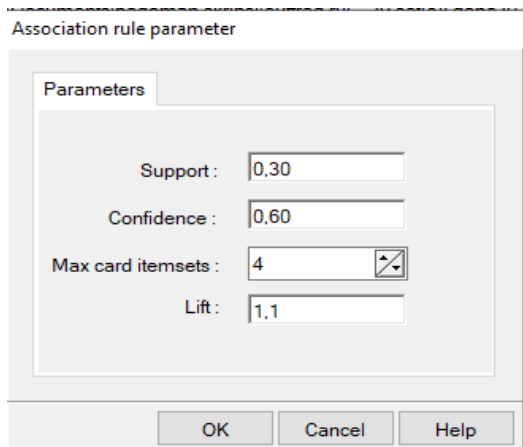 Association rule parameter
Parameters
Support : 0,30
Confidence : 0,60
Max card itemsets : 4
Lift : 1,1
OK Cancel Help